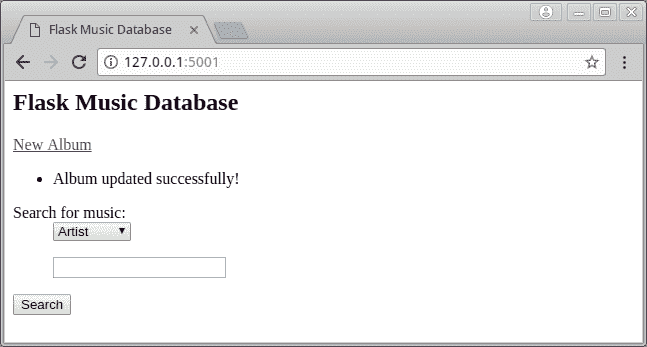 Flask Music Database
127.0.0.1:5001
Flask Music Database
New Album
Album updated successfully!
Search for music:
Artist
Search